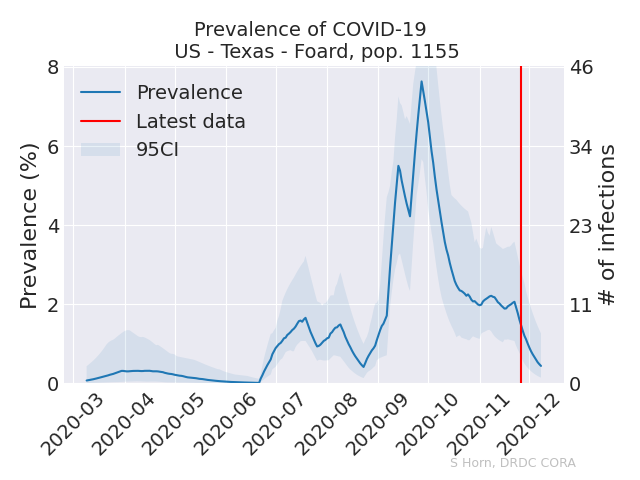 Prevalence of COVID-19
US - Texas - Foard, pop. 1155
Prevalence
Latest data
95CI
Prevalence (%)
8
6
4
2
0
46
34
23
11
0
# of infections
2020-03
2020-04
2020-05
2020-06
2020-07
2020-08
2020-09
2020-10
2020-11
2020-12
S Horn, DRDC CORA